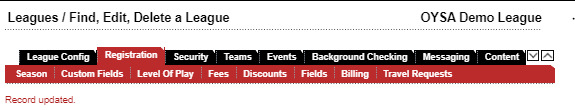 Leagues / Find, Edit, Delete a League OYSA Demo League
League Config Registration Security Teams Events Background Checking Messaging Content
Season Custom Fields Level Of Play Fees Discounts Fields Billing Travel Requests
Record updated.